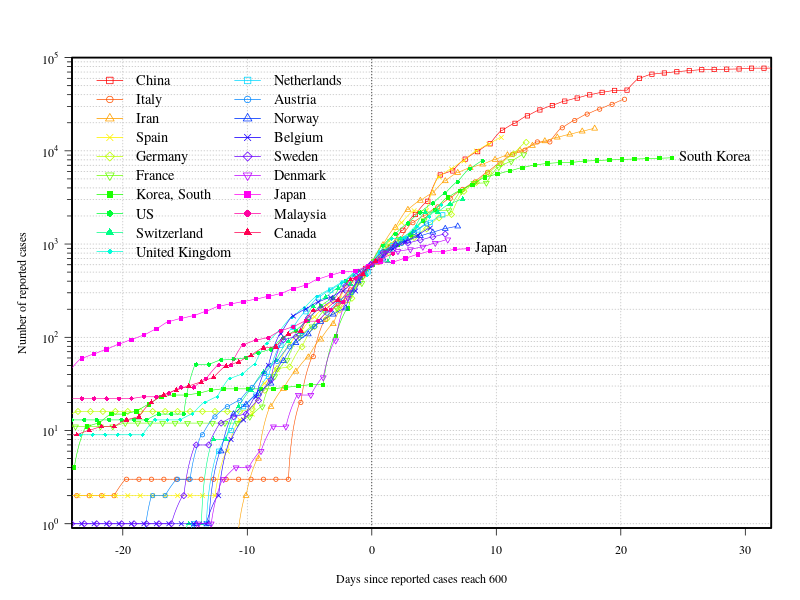 10^5
10^4
10^3
10^2
10^1
10^0
Number of reported cases
China
Italy
Iran
Spain
Germany
France
Korea, South
US
Switzerland
United Kingdom
Netherlands
Austria
Norway
Belgium
Sweden
Denmark
Japan
Malaysia
Canada
South Korea
Japan
-20 -10 0 10 20 30
Days since reported cases reach 600